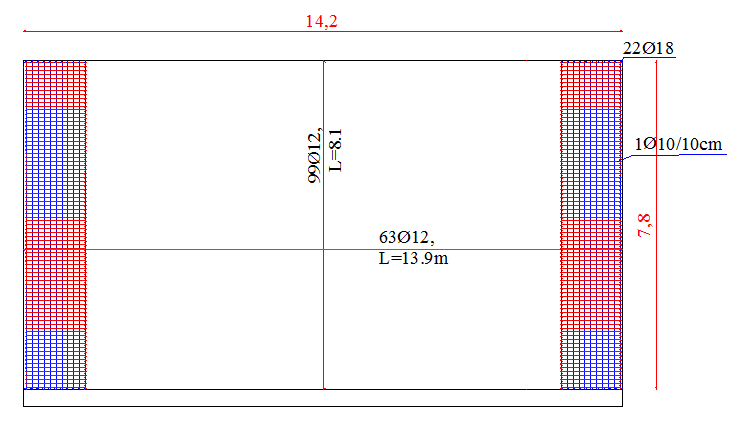 14,2
22Ø18
99Ø12,
L=8.1
1Ø10/10cm
7,8
63Ø12,
L=13.9m